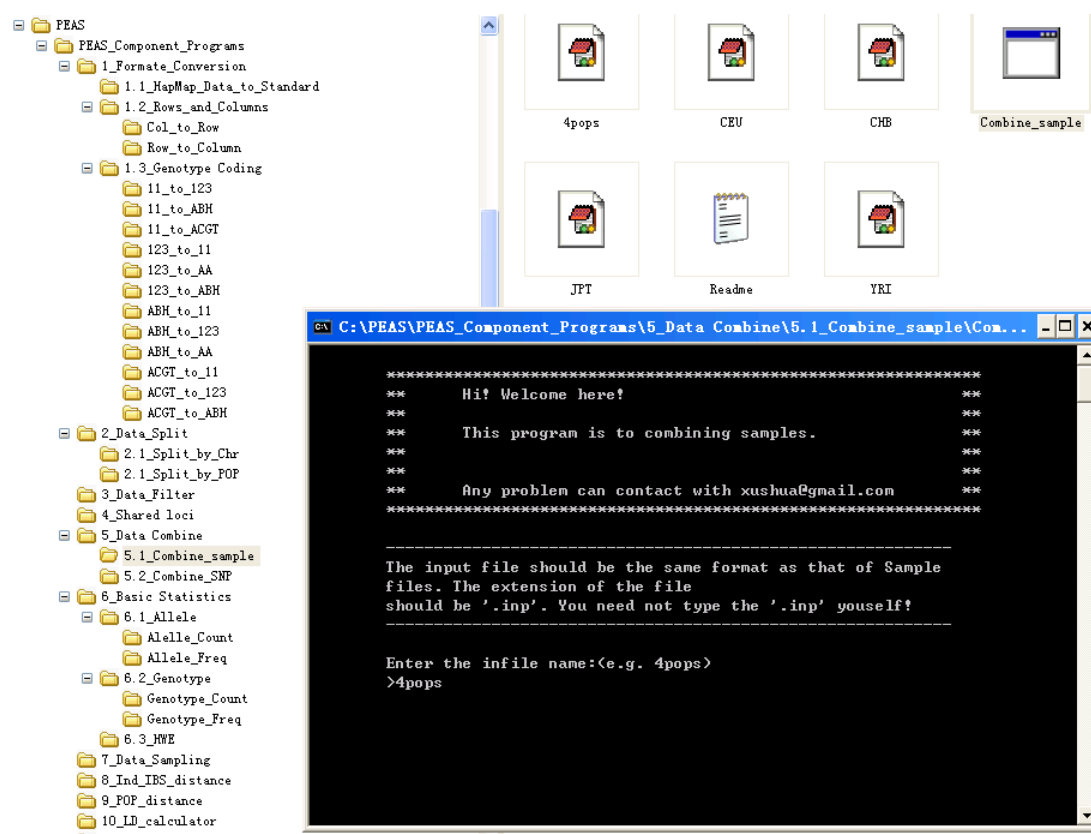 PEAS
PEAS_Component_Programs
1_Formate_Conversion
1.1_HapMap_Data_to_Standard
1.2_Rows_and_Columns
Col_to_Row
Row_to_Column
1.3_Genotype Coding
11_to_123
11_to_ABH
11_to_ACGT
123_to_11
123_to_AA
123_to_ABH
ABH_to_11
ABH_to_123
ABH_to_AA
ACGT_to_11
ACGT_to_123
ACGT_to_ABH
2_Data_Split
2.1_Split_by_Chr
2.1_Split_by_POP
3_Data_Filter
4_Shared loci
5_Data Combine
5.1_Combine_sample
5.2_Combine_SNP
6_Basic Statistics
6.1_Allele
Alelle_Count
Allele_Freq
6.2_Genotype
Genotype_Count
Genotype_Freq
6.3_HWE
7_Data_Sampling
8_Ind_IBS_distance
9_POP_distance
10_LD_calculator
4pops CEU CHB Combine_sample
JPT Readme YRI
C:\PEAS\PEAS_Component_Programs\5_Data Combine\5.1_Combine_sample\Com...
**************************************************************
** Hi! Welcome here! **
** **
** This program is to combining samples. **
** **
** **
** Any problem can contact with xushua@gmail.com **
**************************************************************
-----------------------------------------------------------
The input file should be the same format as that of Sample
files. The extension of the file
should be '.inp'. You need not type the '.inp' youself!
-----------------------------------------------------------
Enter the infile name:(e.g. 4pops)
>4pops